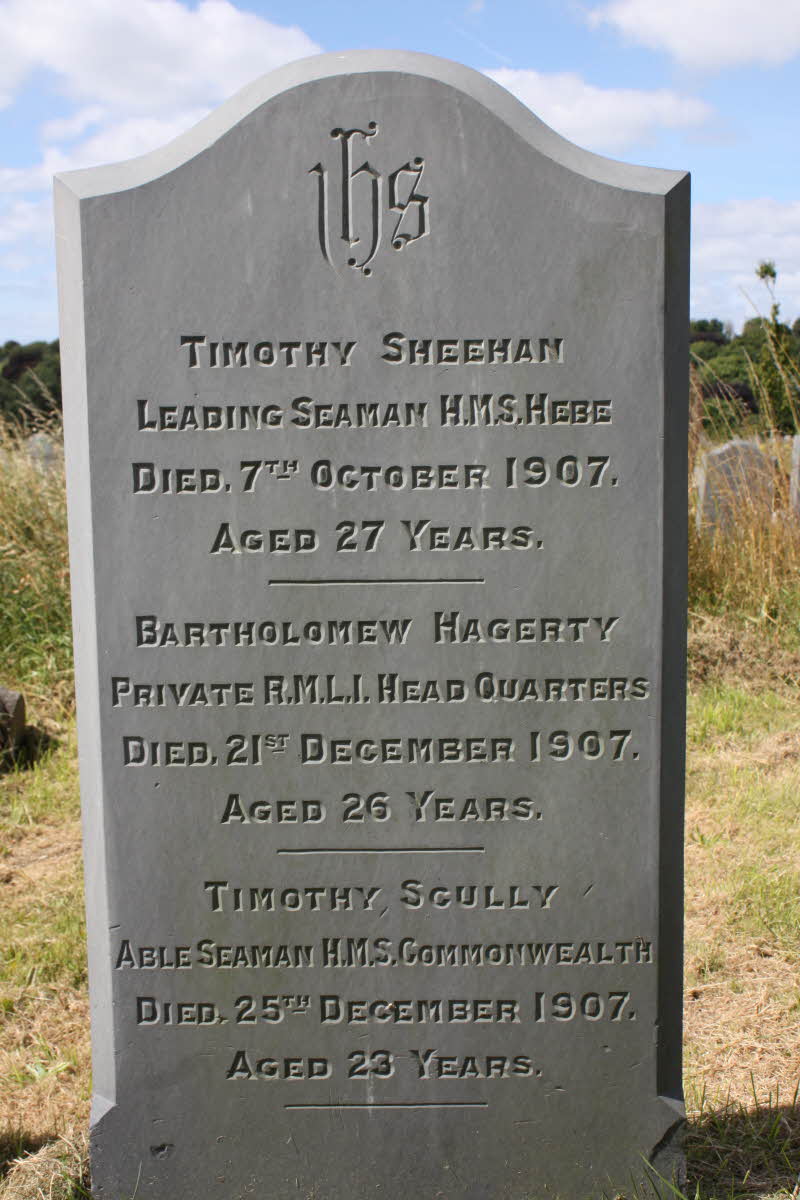 ihs
TIMOTHY SHEEHAN
LEADING SEAMAN H.M.S. HEBE
DIED. 7TH OCTOBER 1907.
AGED 27 YEARS.
BARTHOLOMEW HAGERTY
PRIVATE R.M.L.I. HEAD QUARTERS
DIED. 21ST DECEMBER 1907.
AGED 26 YEARS.
TIMOTHY SCULLY
ABLE SEAMAN H.M.S. COMMONWEALTH
DIED. 25TH DECEMBER 1907.
AGED 23 YEARS.